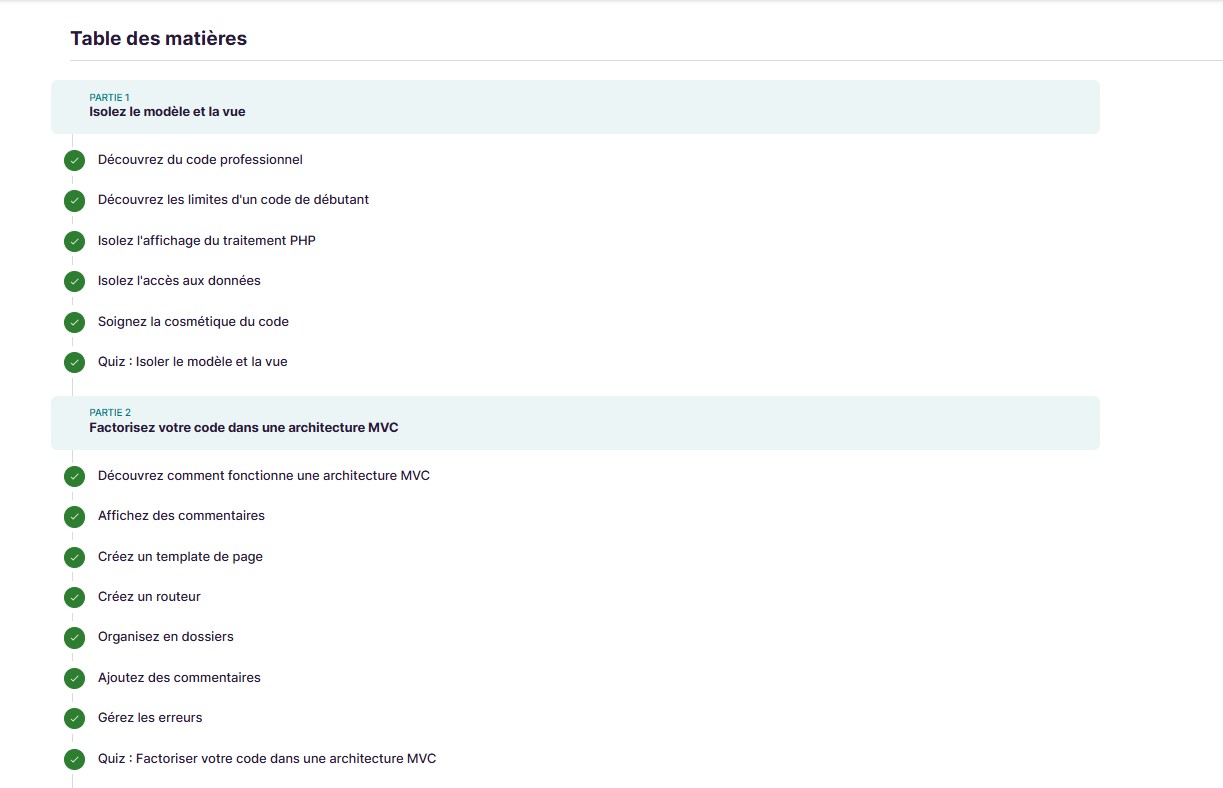 Table des matières
PARTIE 1
Isolez le modèle et la vue
Découvrez du code professionnel
Découvrez les limites d'un code de débutant
Isolez l'affichage du traitement PHP
Isolez l'accès aux données
Soignez la cosmétique du code
Quiz : Isoler le modèle et la vue
PARTIE 2
Factorisez votre code dans une architecture MVC
Découvrez comment fonctionne une architecture MVC
Affichez des commentaires
Créez un template de page
Créez un routeur
Organisez en dossiers
Ajoutez des commentaires
Gérez les erreurs
Quiz : Factoriser votre code dans une architecture MVC